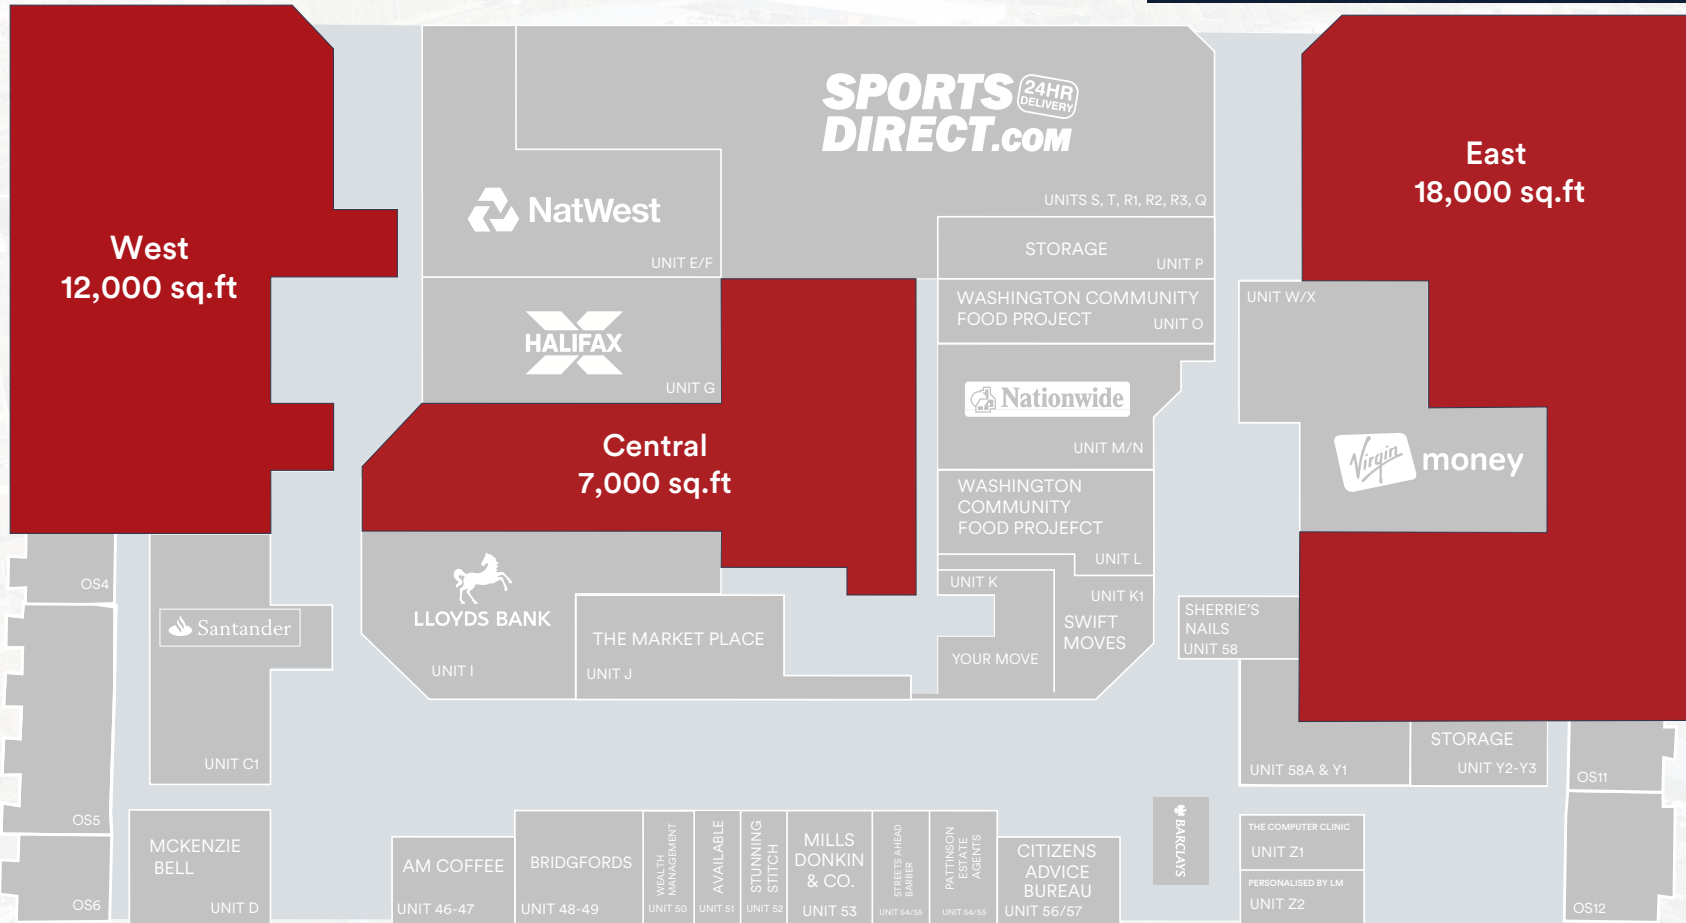 SPORTS
DIRECT.COM
24HR
DELIVERY
UNITS S, T, R1, R2, R3, Q
East
18,000 sq.ft
West
12,000 sq.ft
NatWest
UNIT E/F
STORAGE
UNIT P
WASHINGTON COMMUNITY
FOOD PROJECT
UNIT O
UNIT W/X
HALIFAX
UNIT G
Nationwide
UNIT M/N
Central
7,000 sq.ft
Virgin money
WASHINGTON
COMMUNITY
FOOD PROJEFCT
UNIT L
OS4
LLOYDS BANK
UNIT I
THE MARKET PLACE
UNIT J
UNIT K
UNIT K1
SWIFT
MOVES
YOUR MOVE
SHERRIE'S
NAILS
UNIT 58
Santander
UNIT C1
UNIT 58A & Y1
STORAGE
UNIT Y2-Y3
OS11
OS5
MCKENZIE
BELL
UNIT D
OS6
AM COFFEE
UNIT 46-47
BRIDGFORDS
UNIT 48-49
WEALTH
MANAGEMENT
UNIT 50
AVAILABLE
UNIT 51
STUNNING
STITCH
UNIT 52
MILLS
DONKIN
& CO.
UNIT 53
STREETS AHEAD
BARBER
UNIT 54/55
PATTINSON
ESTATE
AGENTS
UNIT 54/55
CITIZENS
ADVICE
BUREAU
UNIT 56/57
BARCLAYS
THE COMPUTER CLINIC
UNIT Z1
PERSONALISED BY LM
UNIT Z2
OS12